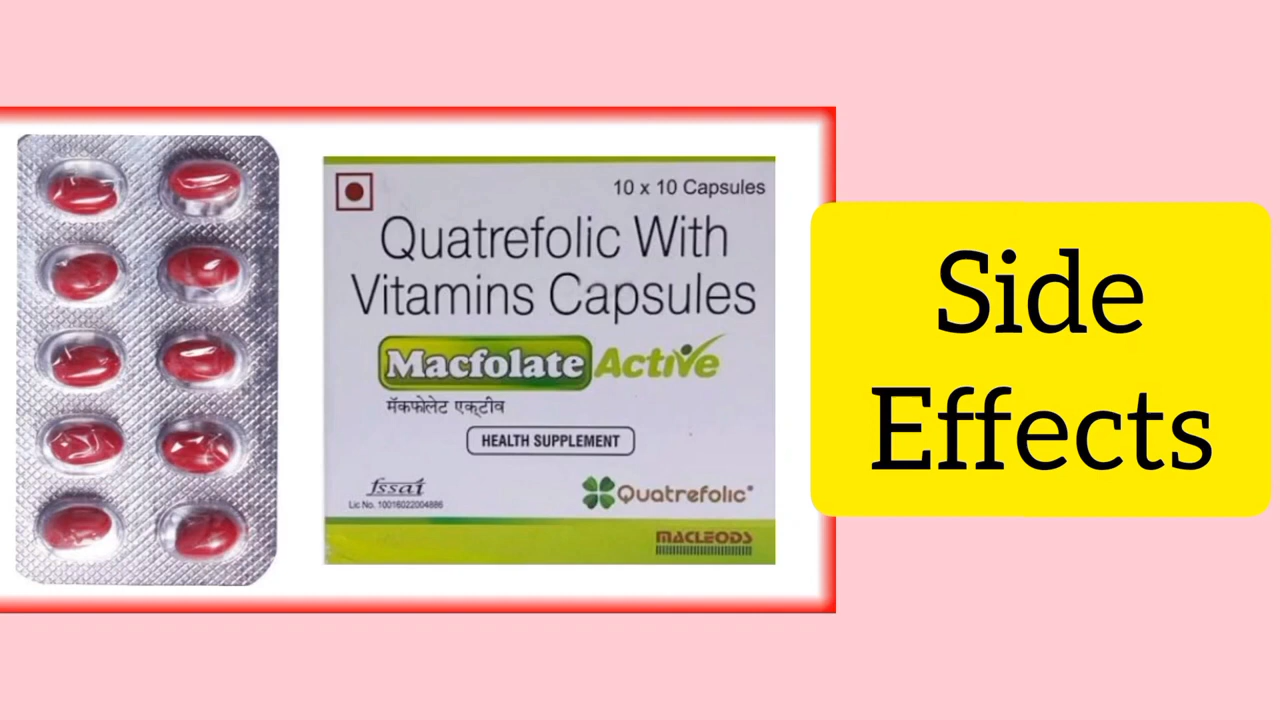 10 x 10 Capsules
Quatrefolic With
Vitamins Capsules
Macfolate Active
मॅकफोलेट एक्टीव
HEALTH SUPPLEMENT
fssai
Lic No. 10016022004886
Quatrefolic®
MACLEODS
Side
Effects